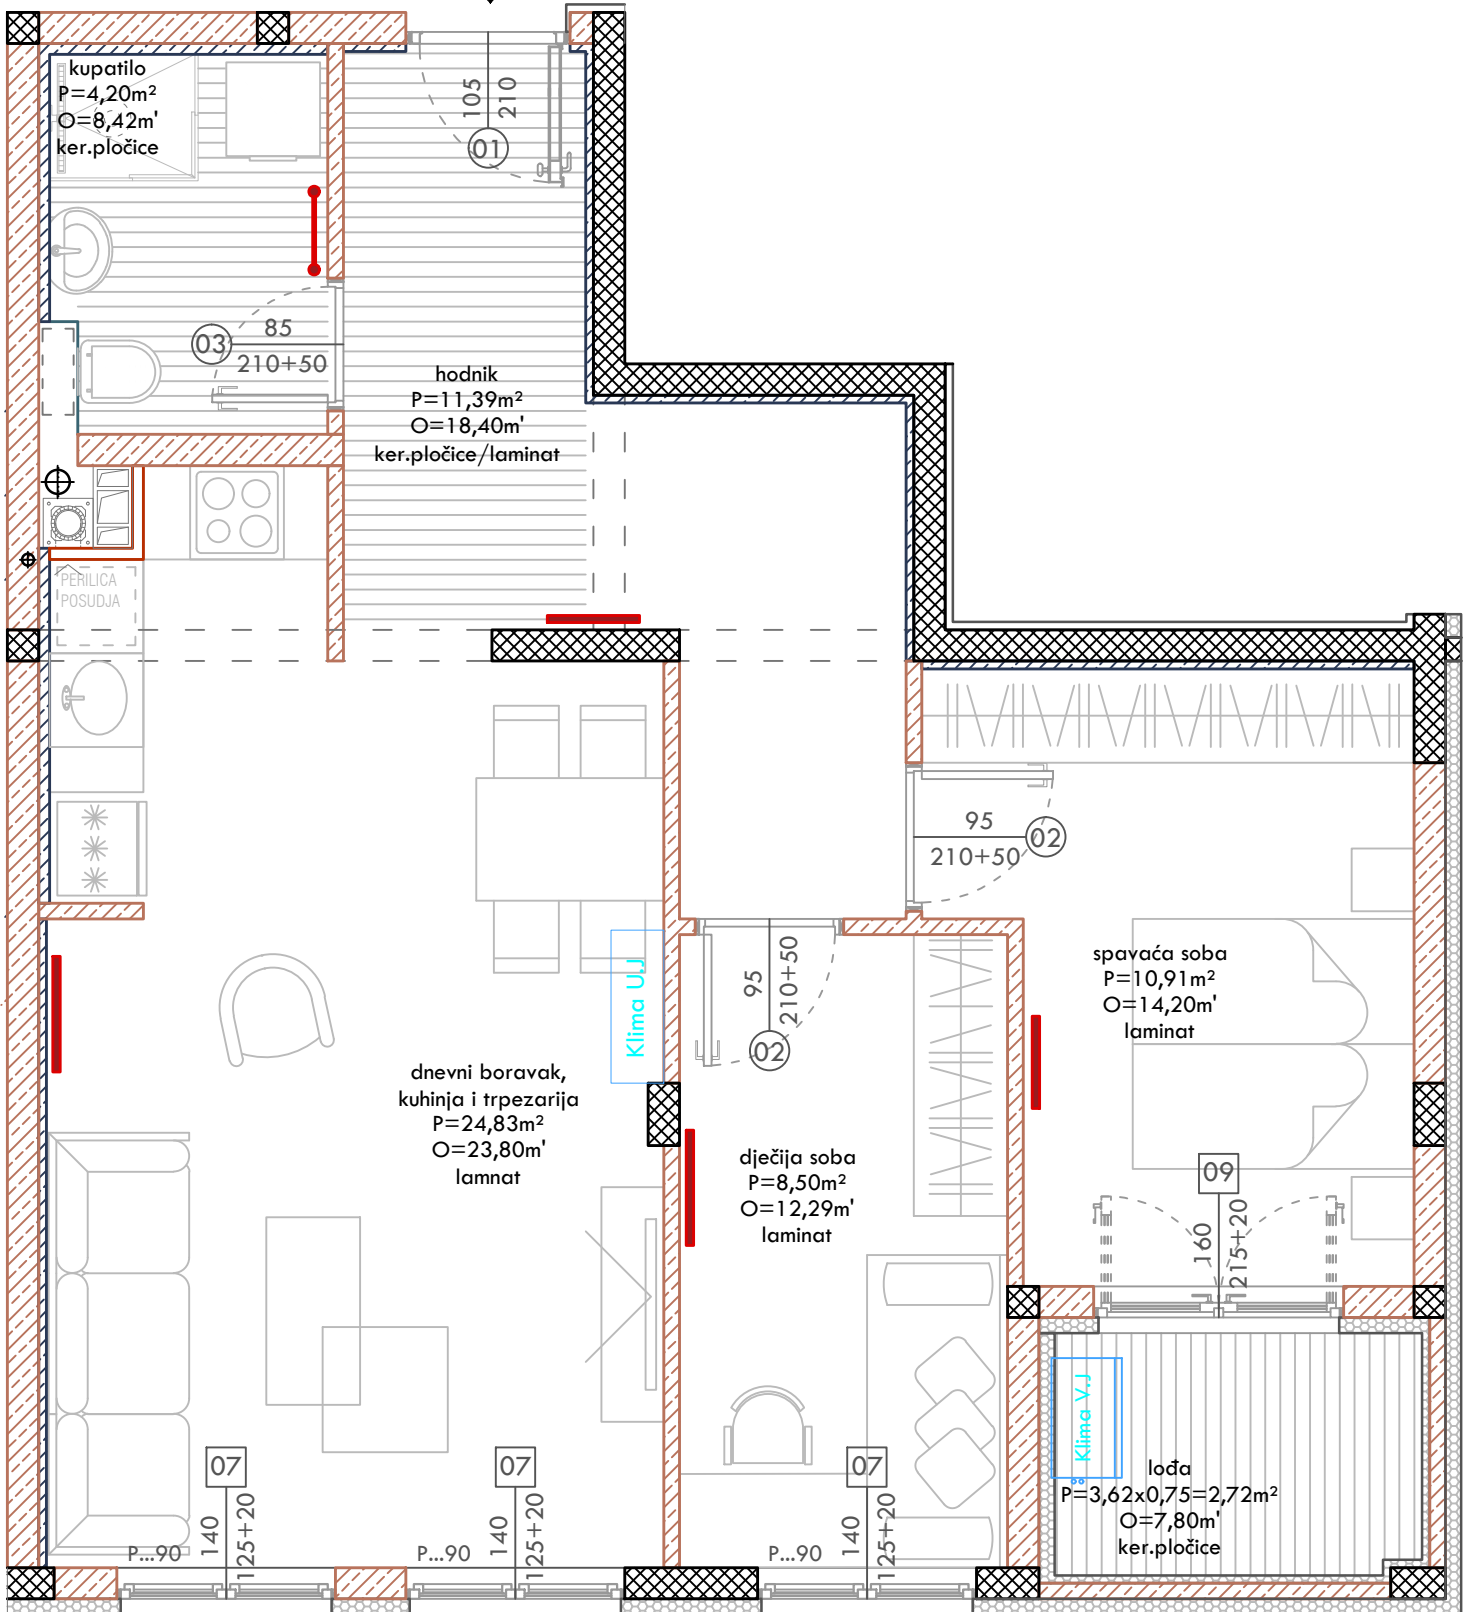 kupatilo
P=4,20m²
O=8,42m'
ker.pločice
105
210
01
03
85
210+50
hodnik
P=11,39m²
O=18,40m'
ker.pločice/laminat
PERILICA
POSUDJA
95
210+50
02
95
210+50
02
Klima U.J
spavaća soba
P=10,91m²
O=14,20m'
laminat
dnevni boravak,
kuhinja i trpezarija
P=24,83m²
O=23,80m'
lamnat
dječija soba
P=8,50m²
O=12,29m'
laminat
09
160
215+20
Klima V.J
lođa
P=3,62x0,75=2,72m²
O=7,80m'
ker.pločice
07
140
125+20
P...90
07
140
125+20
P...90
07
140
125+20
P...90